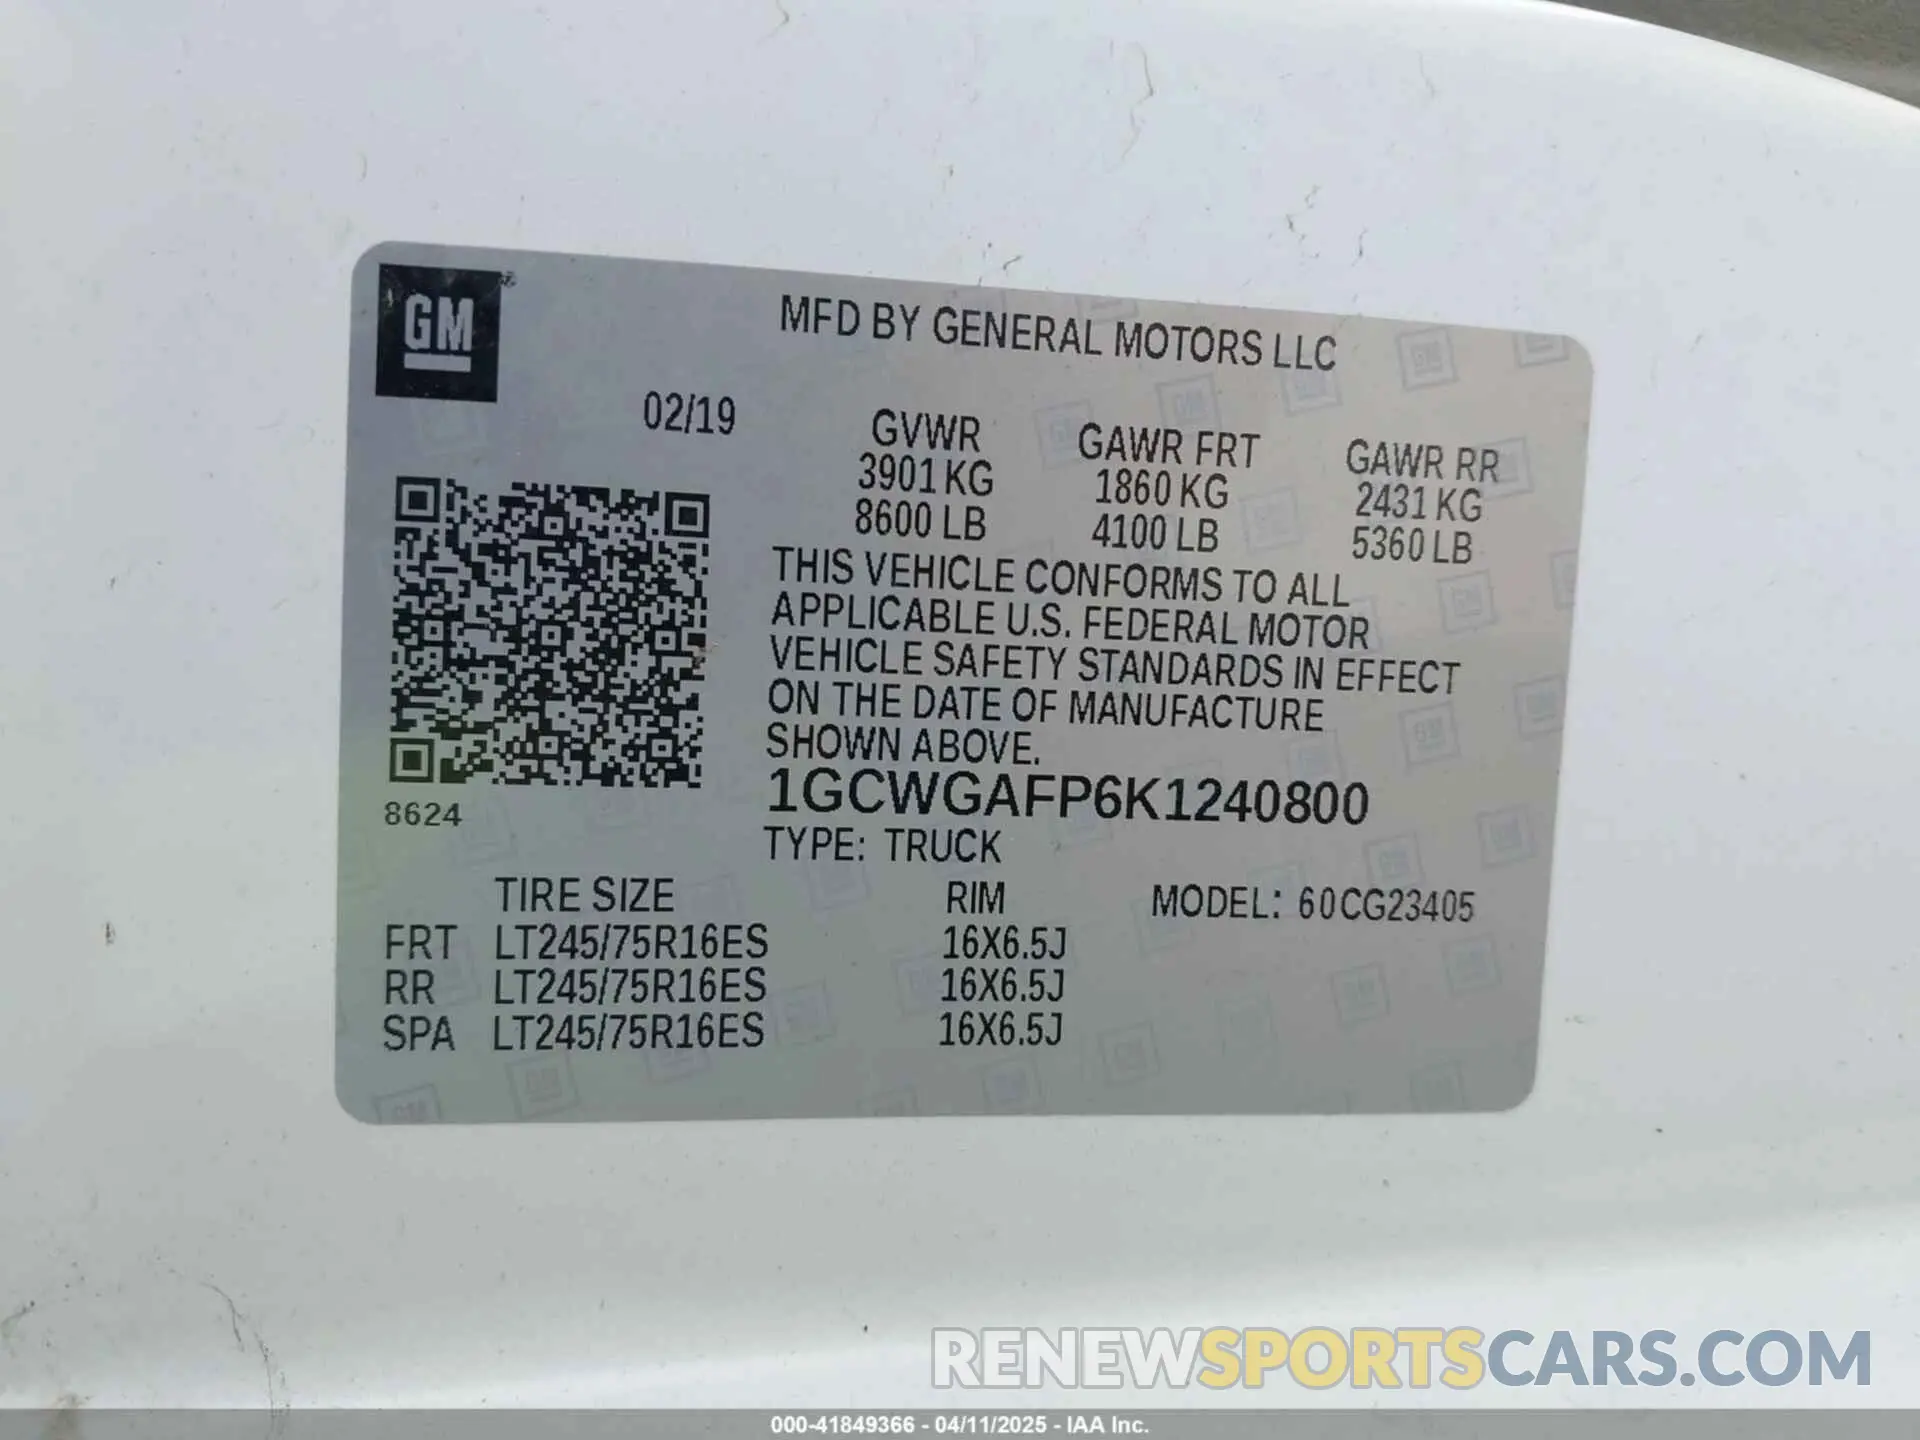 GM
MFD BY GENERAL MOTORS LLC
02/19
GVWR GAWR FRT GAWR RR
3901 KG 1860 KG 2431 KG
8600 LB 4100 LB 5360 LB
THIS VEHICLE CONFORMS TO ALL
APPLICABLE U.S. FEDERAL MOTOR
VEHICLE SAFETY STANDARDS IN EFFECT
ON THE DATE OF MANUFACTURE
SHOWN ABOVE.
1GCWGAFP6K1240800
8624
TYPE: TRUCK
TIRE SIZE RIM MODEL: 60CG23405
FRT LT245/75R16ES 16X6.5J
RR LT245/75R16ES 16X6.5J
SPA LT245/75R16ES 16X6.5J
RENEWSPORTSCARS.COM
000-41849366 - 04/11/2025 - IAA Inc.